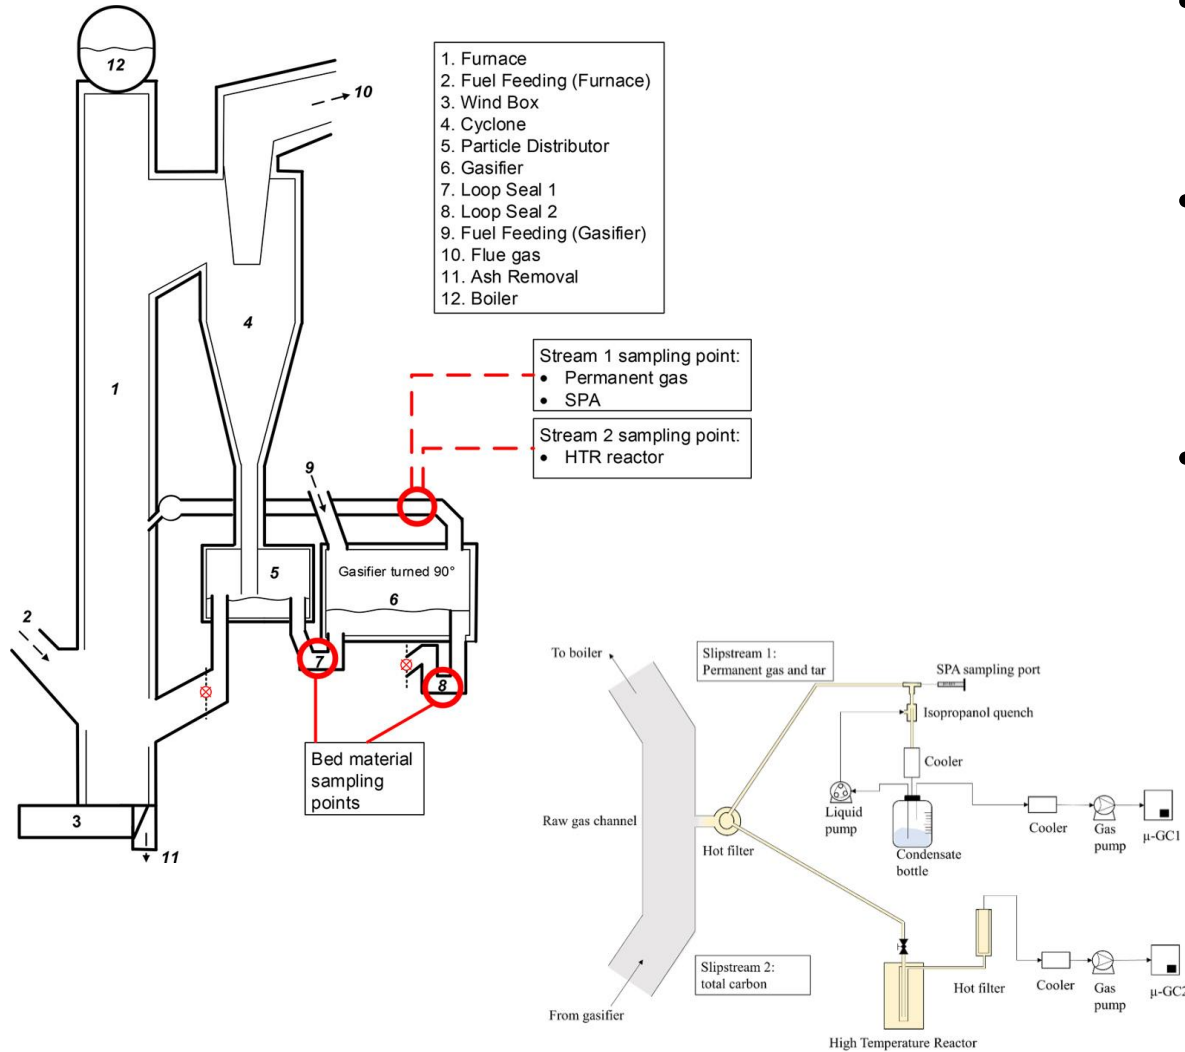 12
10
1. Furnace
2. Fuel Feeding (Furnace)
3. Wind Box
4. Cyclone
5. Particle Distributor
6. Gasifier
7. Loop Seal 1
8. Loop Seal 2
9. Fuel Feeding (Gasifier)
10. Flue gas
11. Ash Removal
12. Boiler
4
1
Stream 1 sampling point:
• Permanent gas
• SPA
Stream 2 sampling point:
• HTR reactor
9
5
Gasifier turned 90°
6
2
7
8
Bed material
sampling
points
3
11
To boiler
Slipstream 1:
Permanent gas and tar
SPA sampling port
Isopropanol quench
Cooler
Liquid
pump
Raw gas channel
Hot filter
Condensate
bottle
Cooler
Gas
pump
μ-GC1
Slipstream 2:
total carbon
From gasifier
Hot filter
Cooler
Gas
pump
μ-GC2
High Temperature Reactor